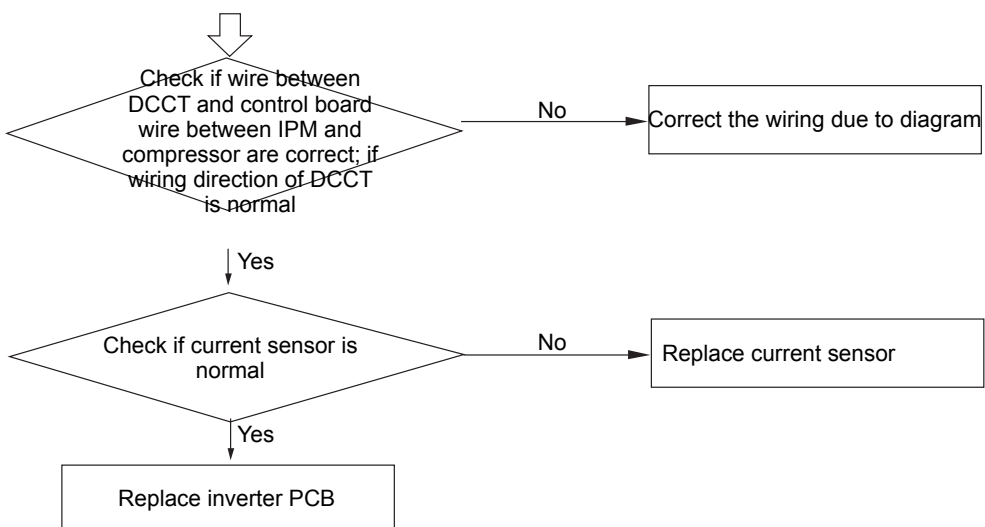 Check if wire between
DCCT and control board
wire between IPM and
compressor are correct; if
wiring direction of DCCT
is normal
No
Correct the wiring due to diagram
Yes
Check if current sensor is
normal
No
Replace current sensor
Yes
Replace inverter PCB